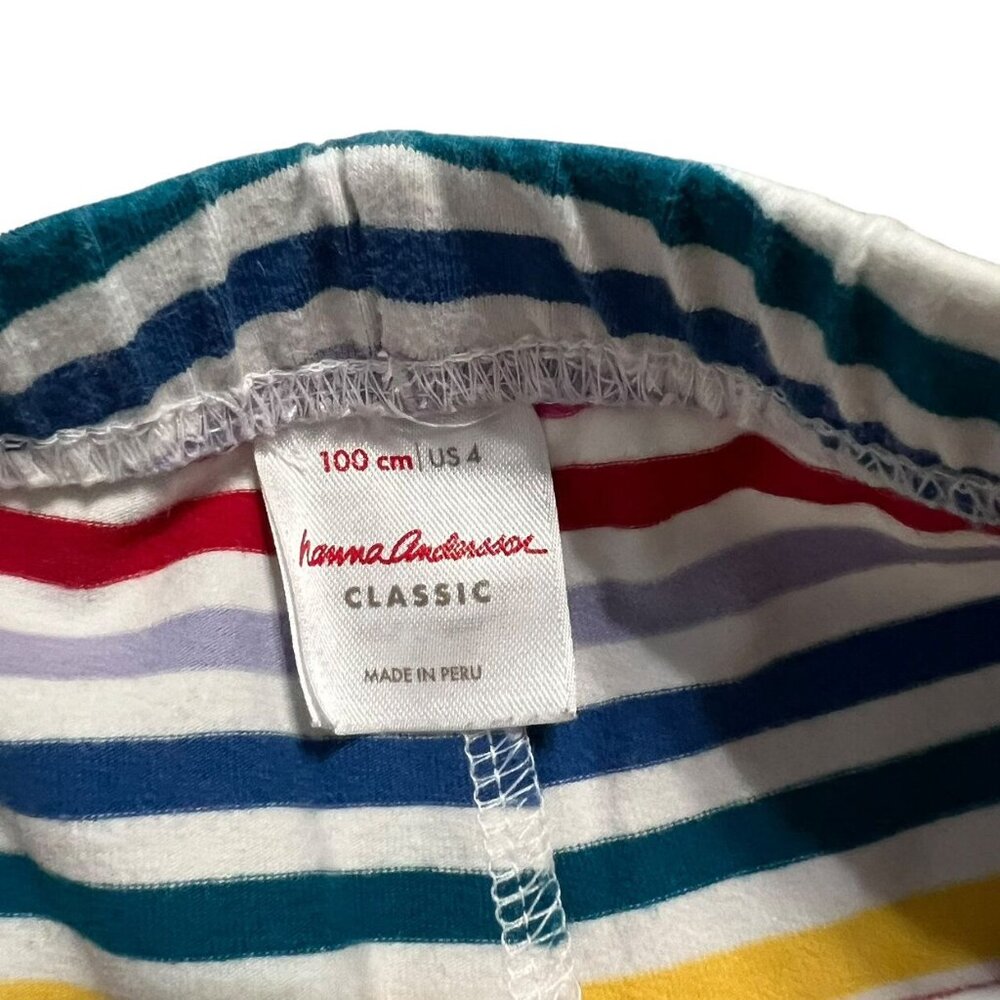 100 cm | US 4
hanna Andersson
CLASSIC
MADE IN PERU